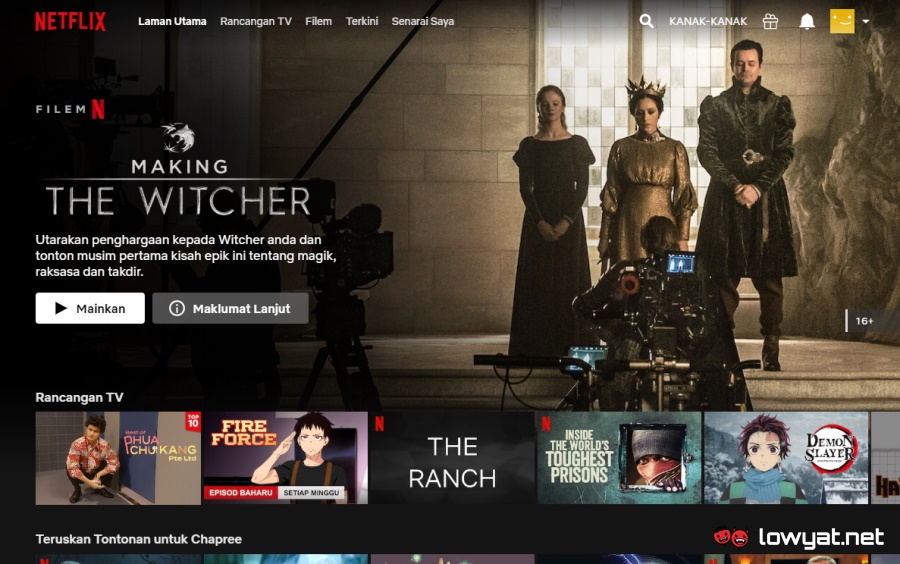 NETFLIX
Laman Utama Rancangan TV Filem Terkini Senarai Saya
KANAK-KANAK
FILEM N
MAKING
THE WITCHER
Utarakan penghargaan kepada Witcher anda dan
tonton musim pertama kisah epik ini tentang magik,
raksasa dan takdir.
Mainkan
Maklumat Lanjut
16+
Rancangan TV
Best of
PHUA
CHU KANG
Pte Ltd
TOP
10
FIRE
FORCE
EPISOD BAHARU SETIAP MINGGU
N
THE
RANCH
N
INSIDE
THE WORLD'S
TOUGHEST
PRISONS
DEMON
SLAYER
Teruskan Tontonan untuk Chapree
lowyat.net